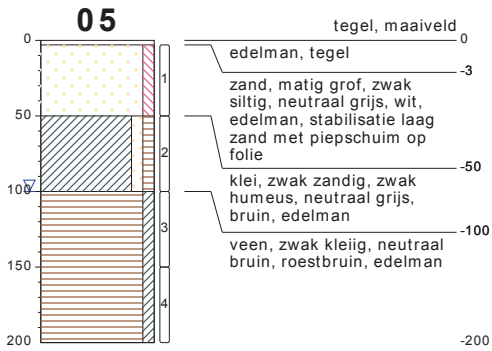 05
tegel, maaiveld
0
0
edelman, tegel
-3
1
zand, matig grof, zwak
siltig, neutraal grijs, wit,
edelman, stabilisatie laag
zand met piepschuim op
folie
50
-50
2
klei, zwak zandig, zwak
humeus, neutraal grijs,
bruin, edelman
100
-100
3
veen, zwak kleiig, neutraal
bruin, roestbruin, edelman
150
4
200
-200